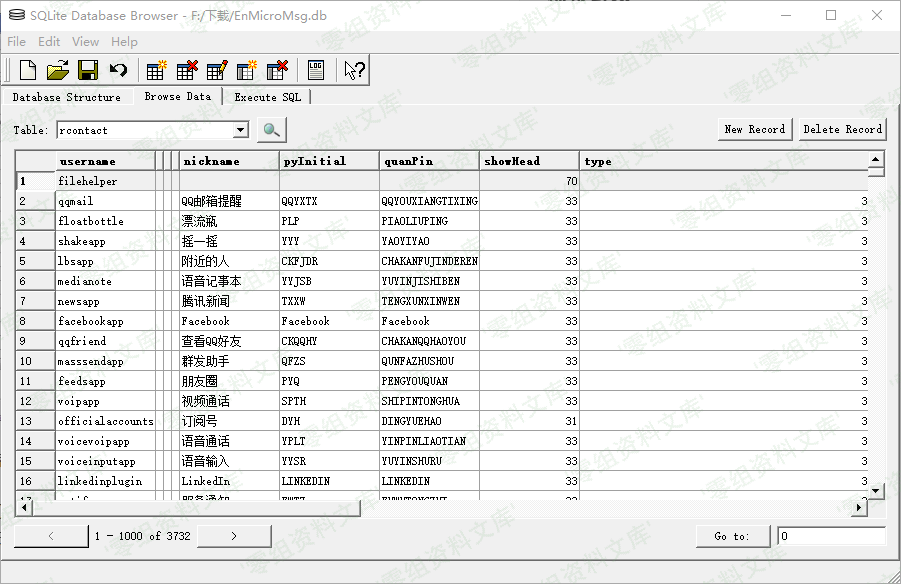 SQLite Database Browser - F:/下载/EnMicroMsg.db
File Edit View Help
LOG
Database Structure Browse Data Execute SQL
Table: rcontact New Record Delete Record
username nickname pyInitial quanPin showHead type
1 filehelper 70
2 qqmail QQ邮箱提醒 QQYXTX QQYOUXIANGTIXING 33 3
3 floatbottle 漂流瓶 PLP PIAOLIUPING 33 3
4 shakeapp 摇一摇 YYY YAOYIYAO 33 3
5 lbsapp 附近的人 CKFJDR CHAKANFUJINDEREN 33 3
6 medianote 语音记事本 YYJSB YUYINJISHIBEN 33 3
7 newsapp 腾讯新闻 TXXW TENGXUNXINWEN 33 3
8 facebookapp Facebook Facebook Facebook 33 3
9 qqfriend 查看QQ好友 CKQQHY CHAKANQQHAOYOU 33 3
10 masssendapp 群发助手 QFZS QUNFAZHUSHOU 33 3
11 feedsapp 朋友圈 PYQ PENGYOUQUAN 33 3
12 voipapp 视频通话 SPTH SHIPINTONGHUA 33 3
13 officialaccounts 订阅号 DYH DINGYUEHAO 31 3
14 voicevoipapp 语音通话 YPLT YINPINLIAOTIAN 33 3
15 voiceinputapp 语音输入 YYSR YUYINSHURU 33 3
16 linkedinplugin LinkedIn LINKEDIN LINKEDIN 33 3
< 1 - 1000 of 3732 > Go to: 0
'零组资料文库'